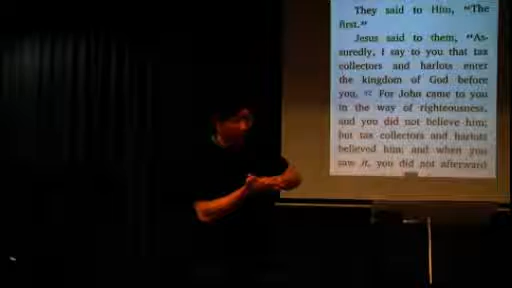 They said to Him, "The
first."
Jesus said to them, "As-
suredly, I say to you that tax
collectors and harlots enter
the kingdom of God before
you. 32 For John came to you
in the way of righteousness,
and you did not believe him;
but tax collectors and harlots
believed him; and when you
saw it, you did not afterward